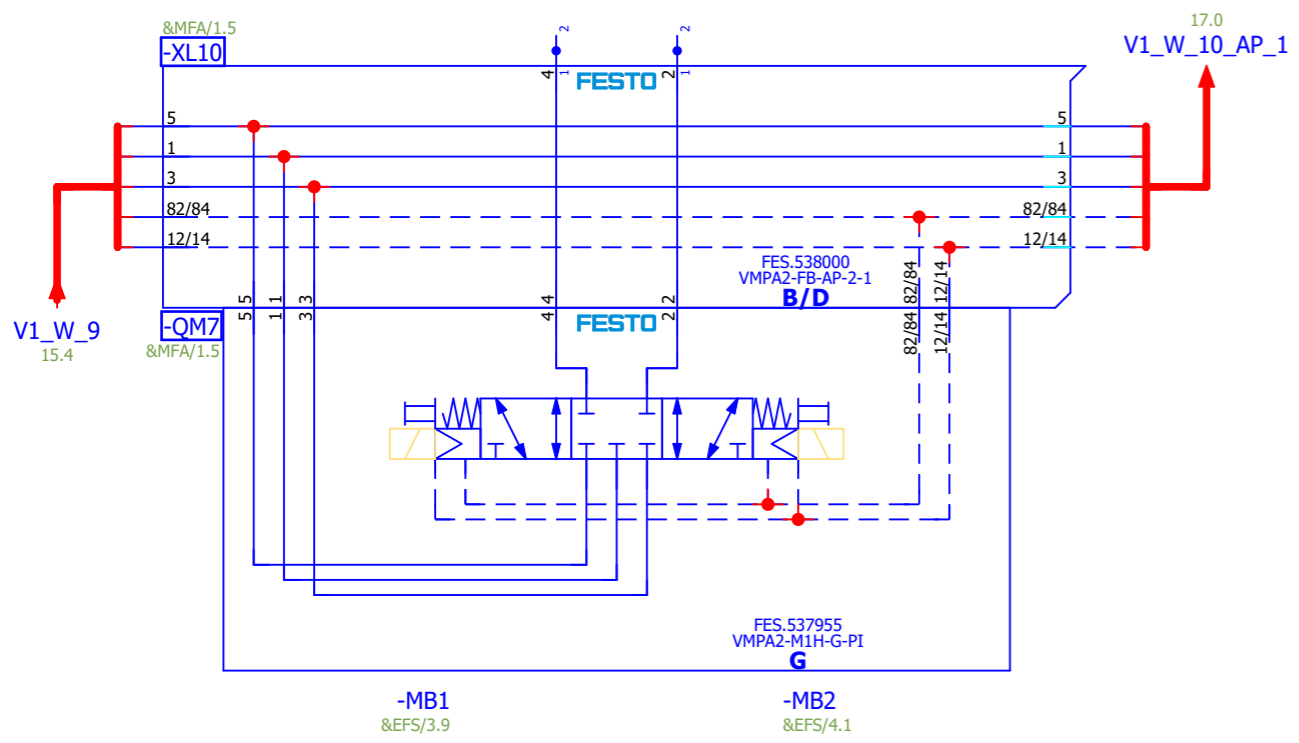 &MFA/1.5
-XL10
2
2
17.0
V1_W_10_AP_1
4
1
FESTO
2
1
5
5
1
1
3
3
82/84
82/84
12/14
12/14
FES.538000
VMPA2-FB-AP-2-1
B/D
5 5
1 1
3 3
4 4
2 2
82/84 82/84
12/14 12/14
V1_W_9
15.4
-QM7
&MFA/1.5
FESTO
FES.537955
VMPA2-M1H-G-PI
G
-MB1
&EFS/3.9
-MB2
&EFS/4.1